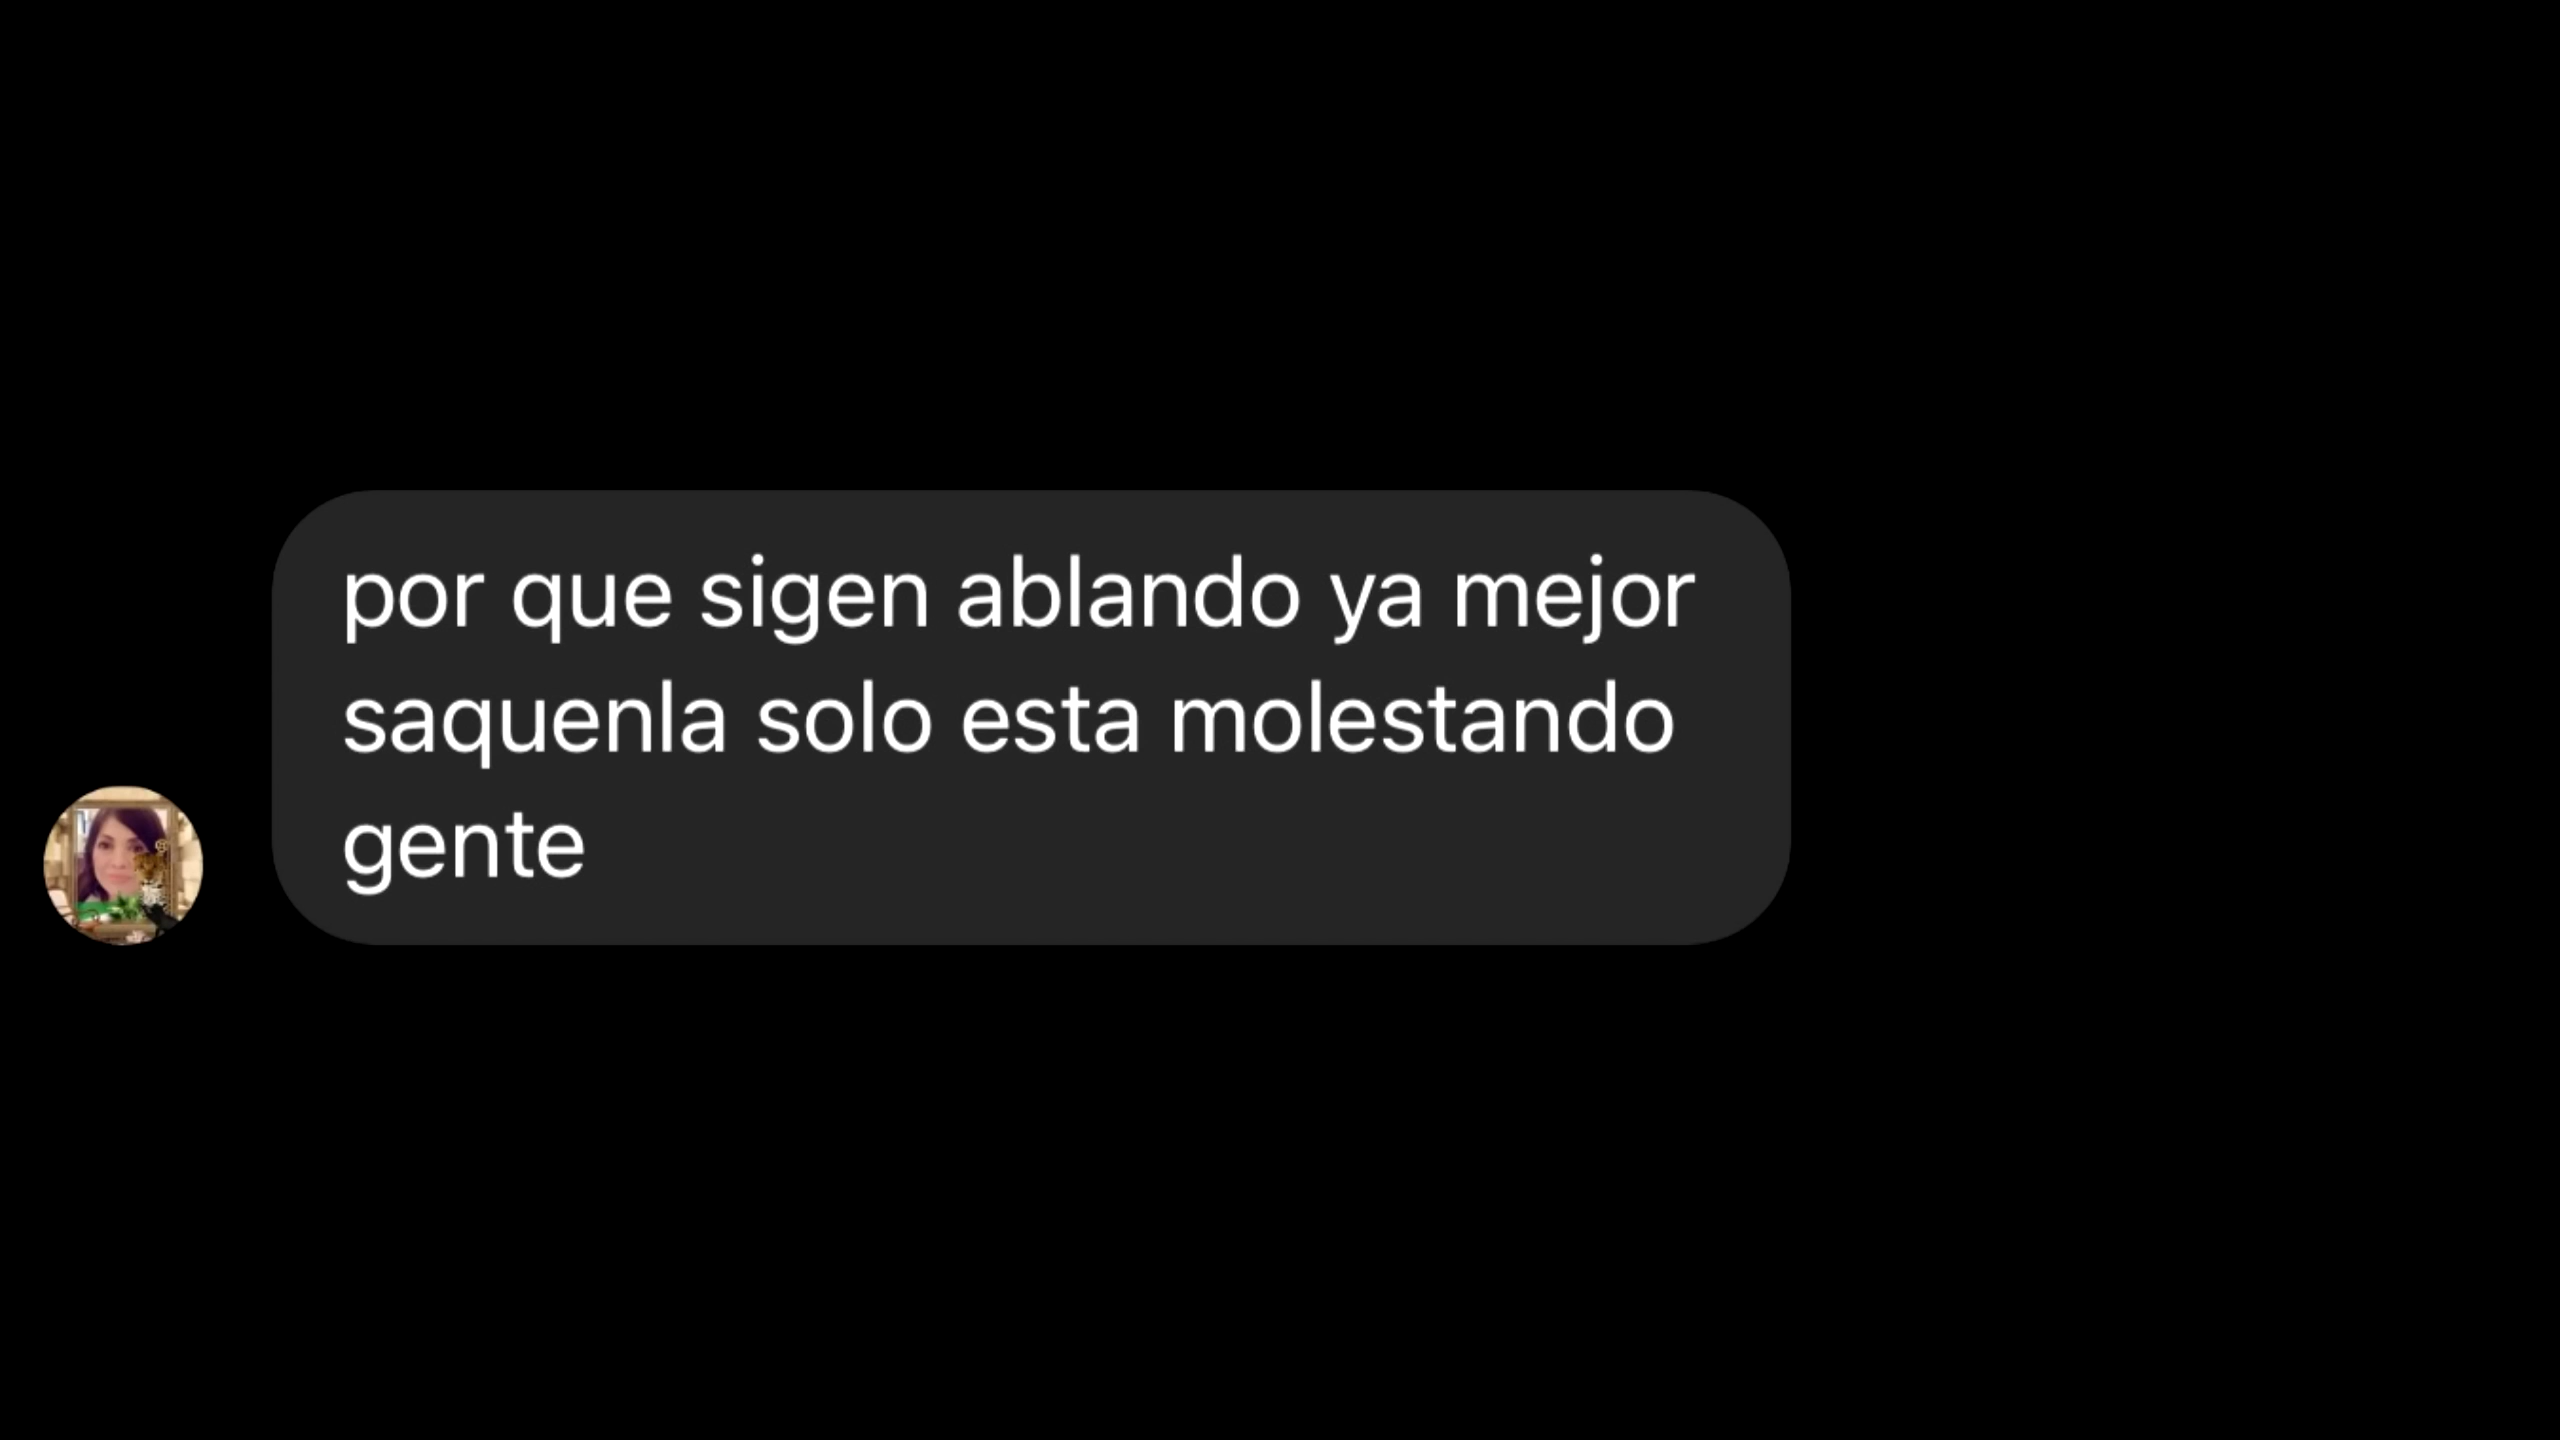 por que sigen ablando ya mejor
saquenla solo esta molestando
gente